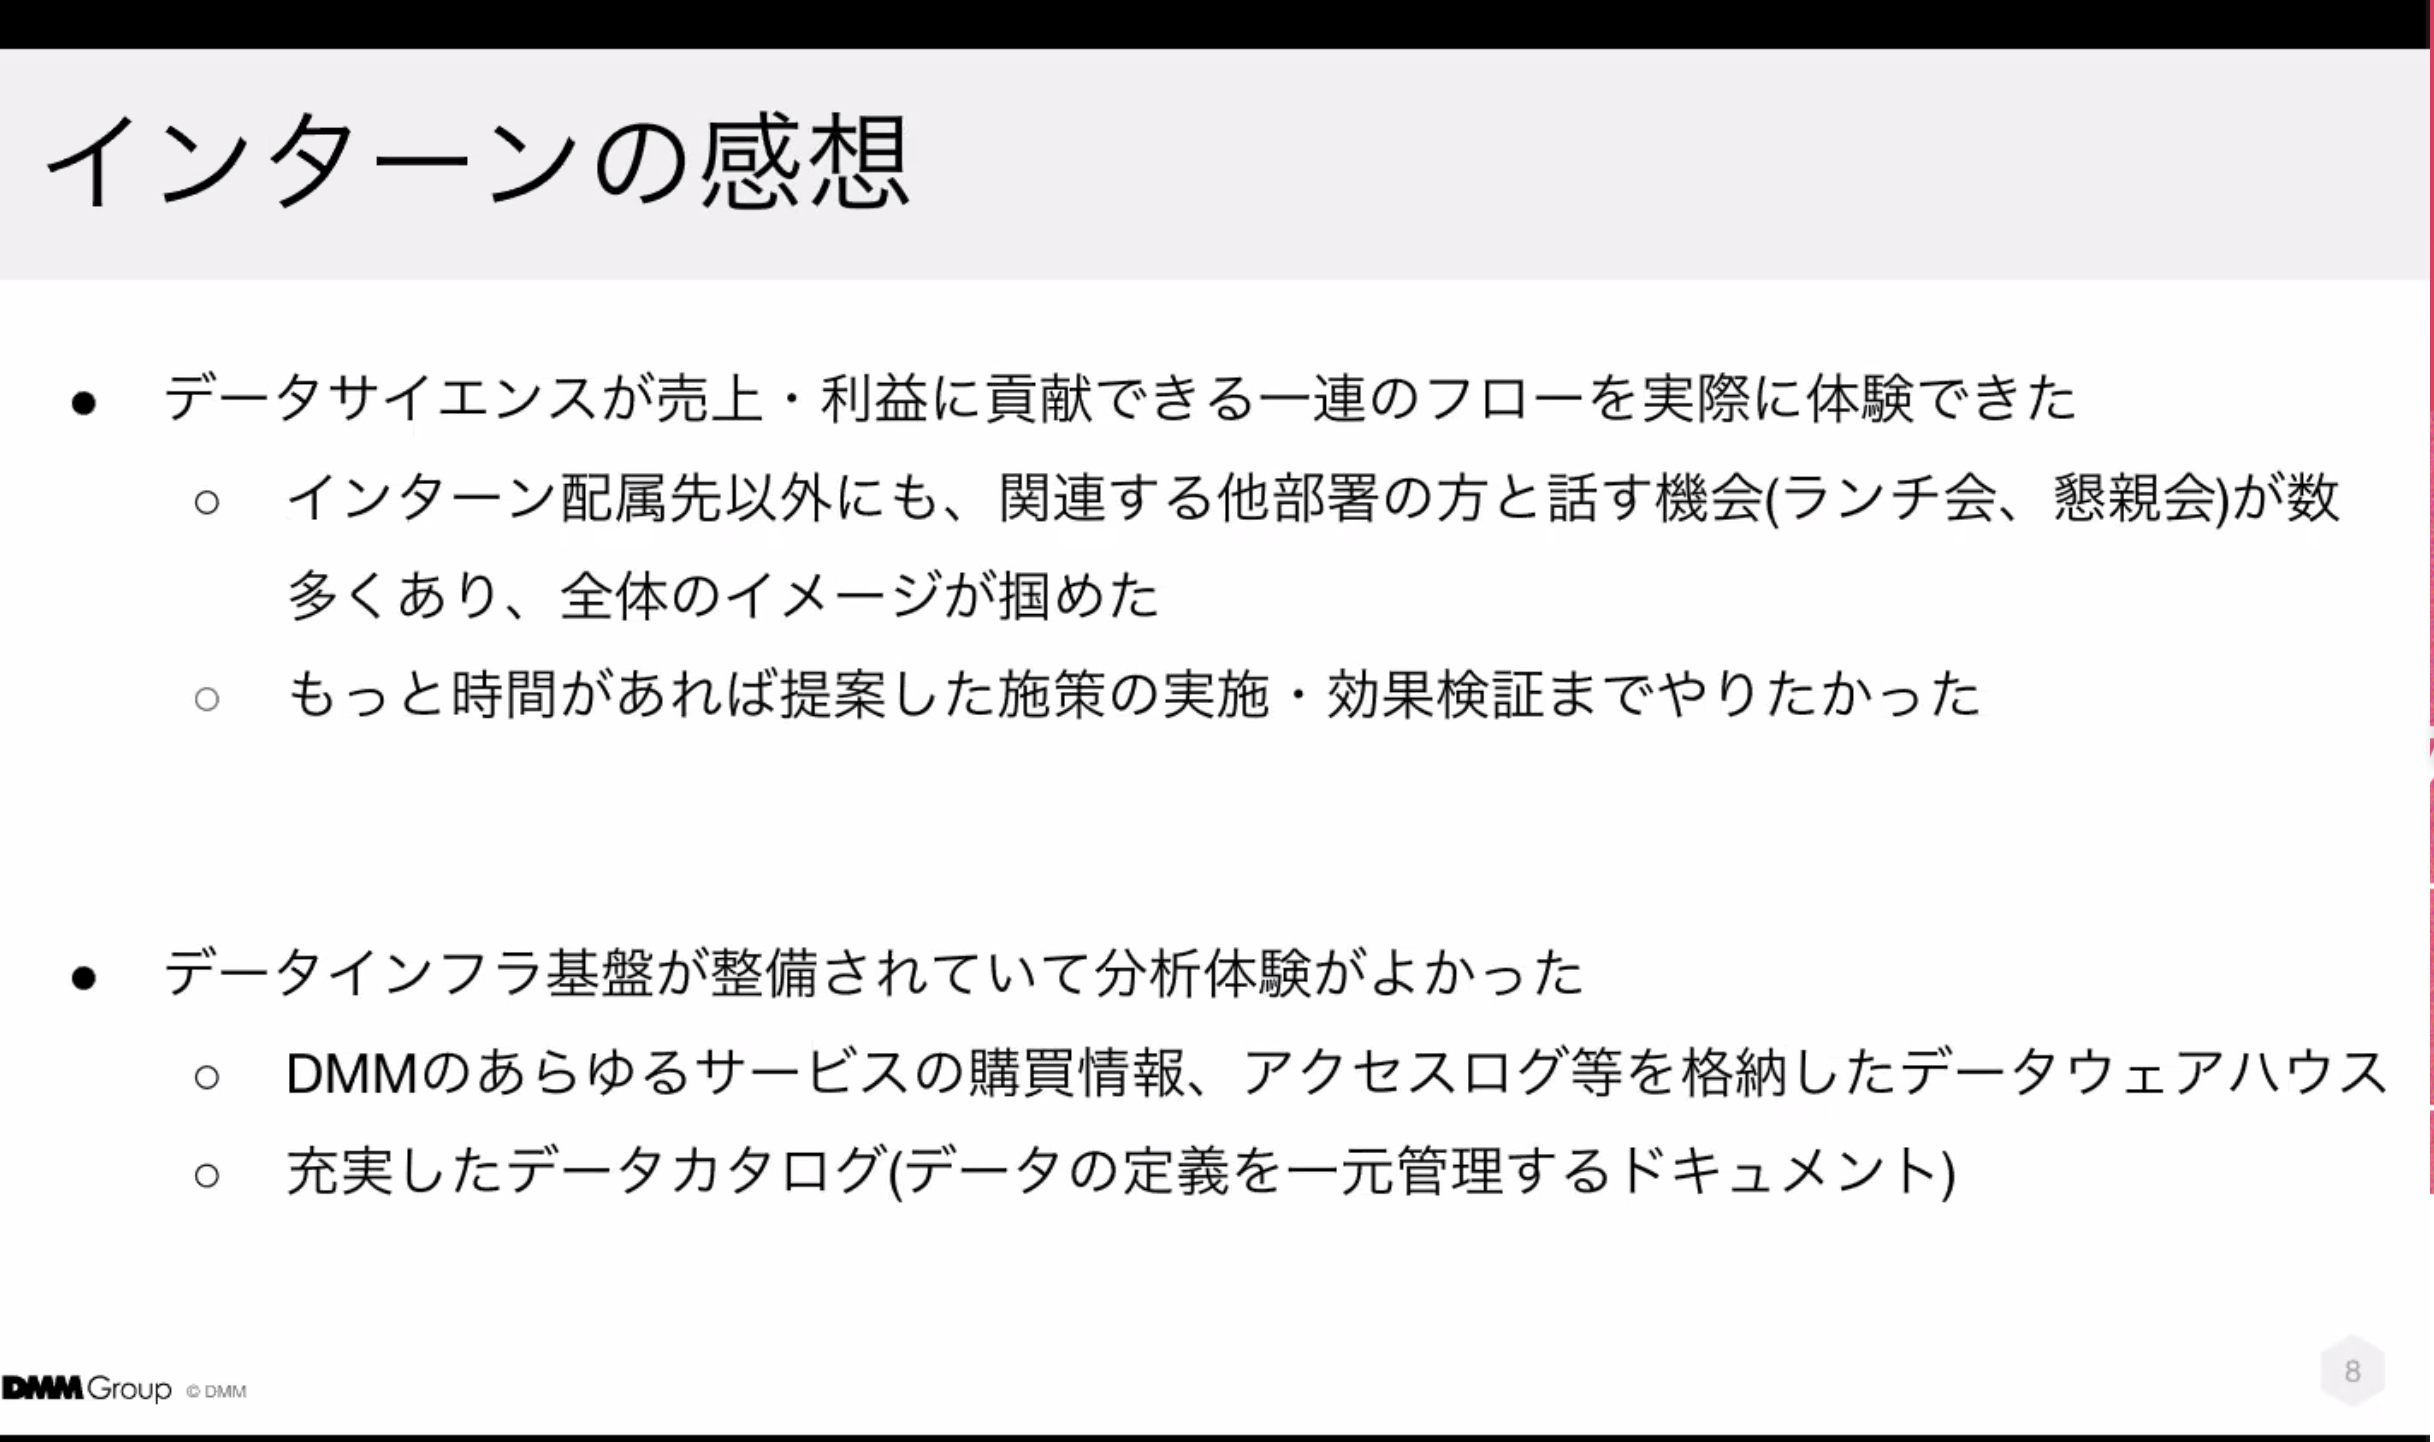 インターンの感想
● データサイエンスが売上・利益に貢献できる一連のフローを実際に体験できた
○ インターン配属先以外にも、関連する他部署の方と話す機会(ランチ会、懇親会)が数
多くあり、全体のイメージが掴めた
○ もっと時間があれば提案した施策の実施・効果検証までやりたかった
● データインフラ基盤が整備されていて分析体験がよかった
○ DMMのあらゆるサービスの購買情報、アクセスログ等を格納したデータウェアハウス
○ 充実したデータカタログ(データの定義を一元管理するドキュメント)
DMM Group © DMM
8